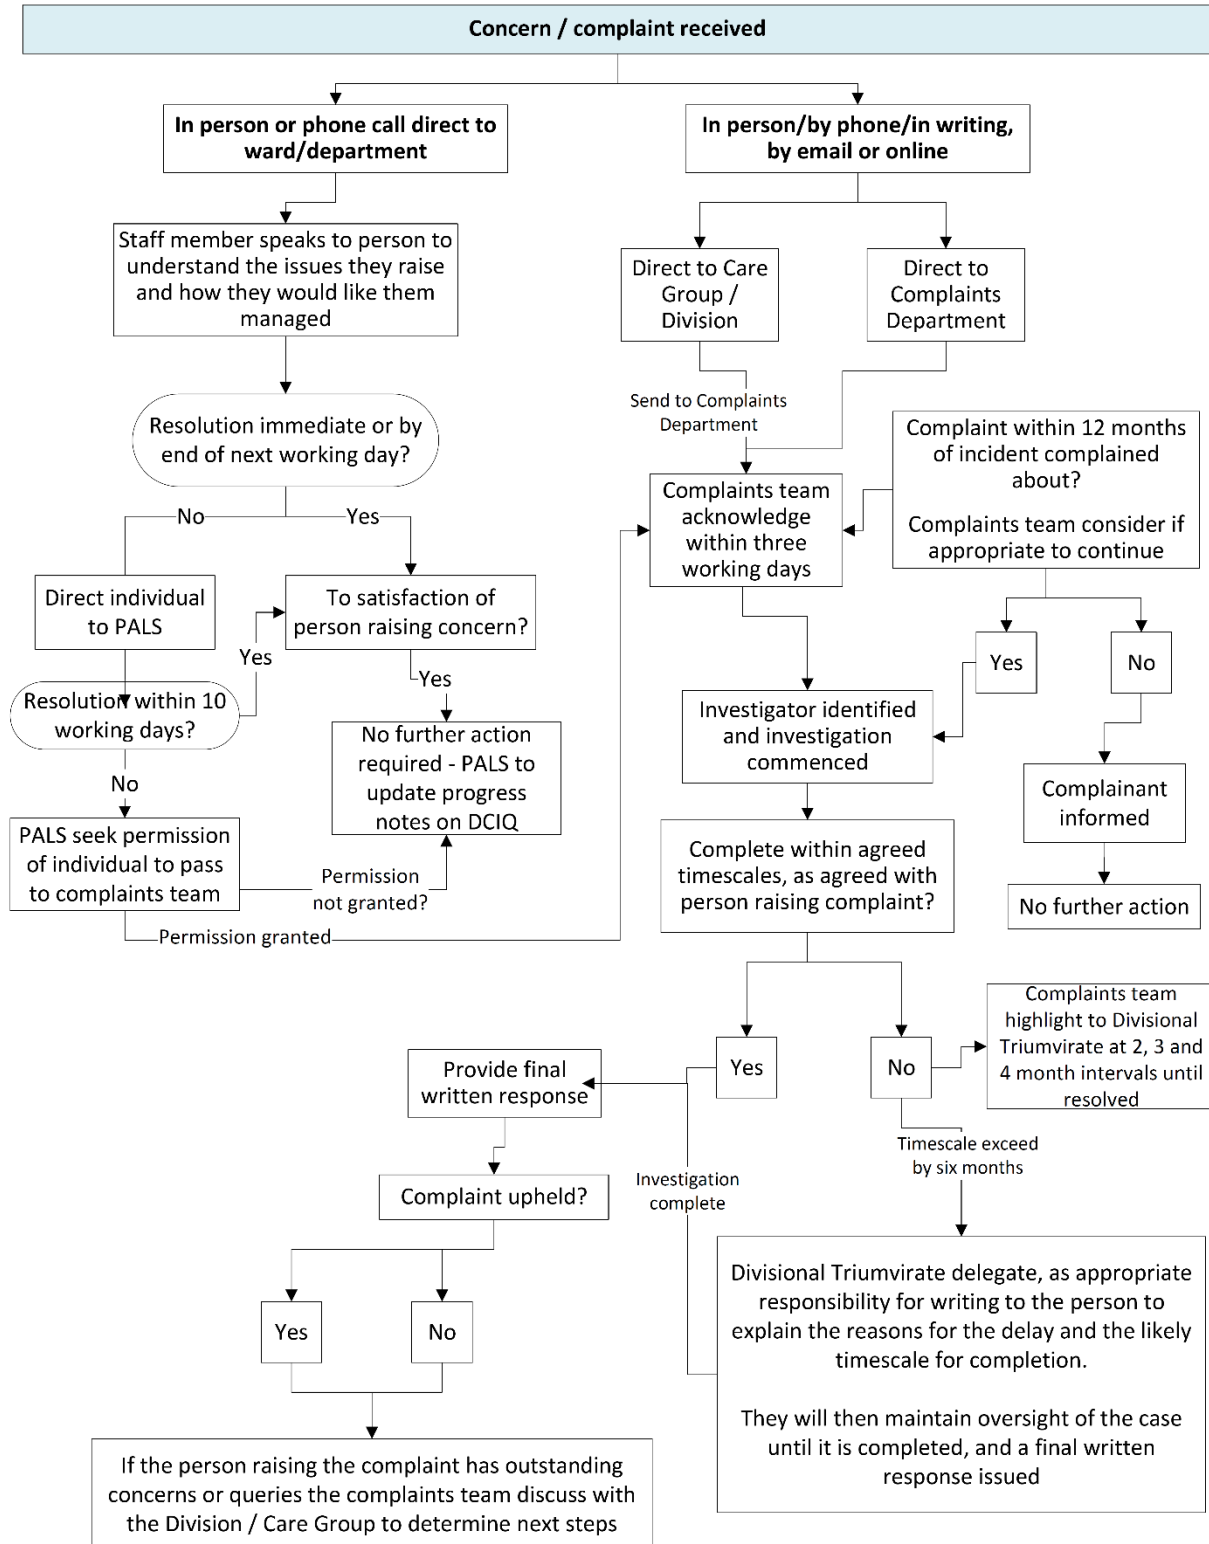 Concern / complaint received
In person or phone call direct to
ward/department
In person/by phone/in writing,
by email or online
Staff member speaks to person to
understand the issues they raise
and how they would like them
managed
Direct to Care
Group /
Division
Direct to
Complaints
Department
Send to Complaints
Department
Resolution immediate or by
end of next working day?
Complaint within 12 months
of incident complained
about?
Complaints team consider if
appropriate to continue
Complaints team
acknowledge
within three
working days
No
Yes
Direct individual
to PALS
To satisfaction of
person raising concern?
Yes
Yes
No
Yes
Resolution within 10
working days?
Investigator identified
and investigation
commenced
No further action
required - PALS to
update progress
notes on DCIQ
No
Complainant
informed
PALS seek permission
of individual to pass
to complaints team
Permission
not granted?
Complete within agreed
timescales, as agreed with
person raising complaint?
No further action
Permission granted
Complaints team
highlight to Divisional
Triumvirate at 2, 3 and
4 month intervals until
resolved
Provide final
written response
Yes
No
Timescale exceed
by six months
Investigation
complete
Complaint upheld?
Yes
No
Divisional Triumvirate delegate, as appropriate
responsibility for writing to the person to
explain the reasons for the delay and the likely
timescale for completion.
They will then maintain oversight of the case
until it is completed, and a final written
response issued
If the person raising the complaint has outstanding
concerns or queries the complaints team discuss with
the Division / Care Group to determine next steps